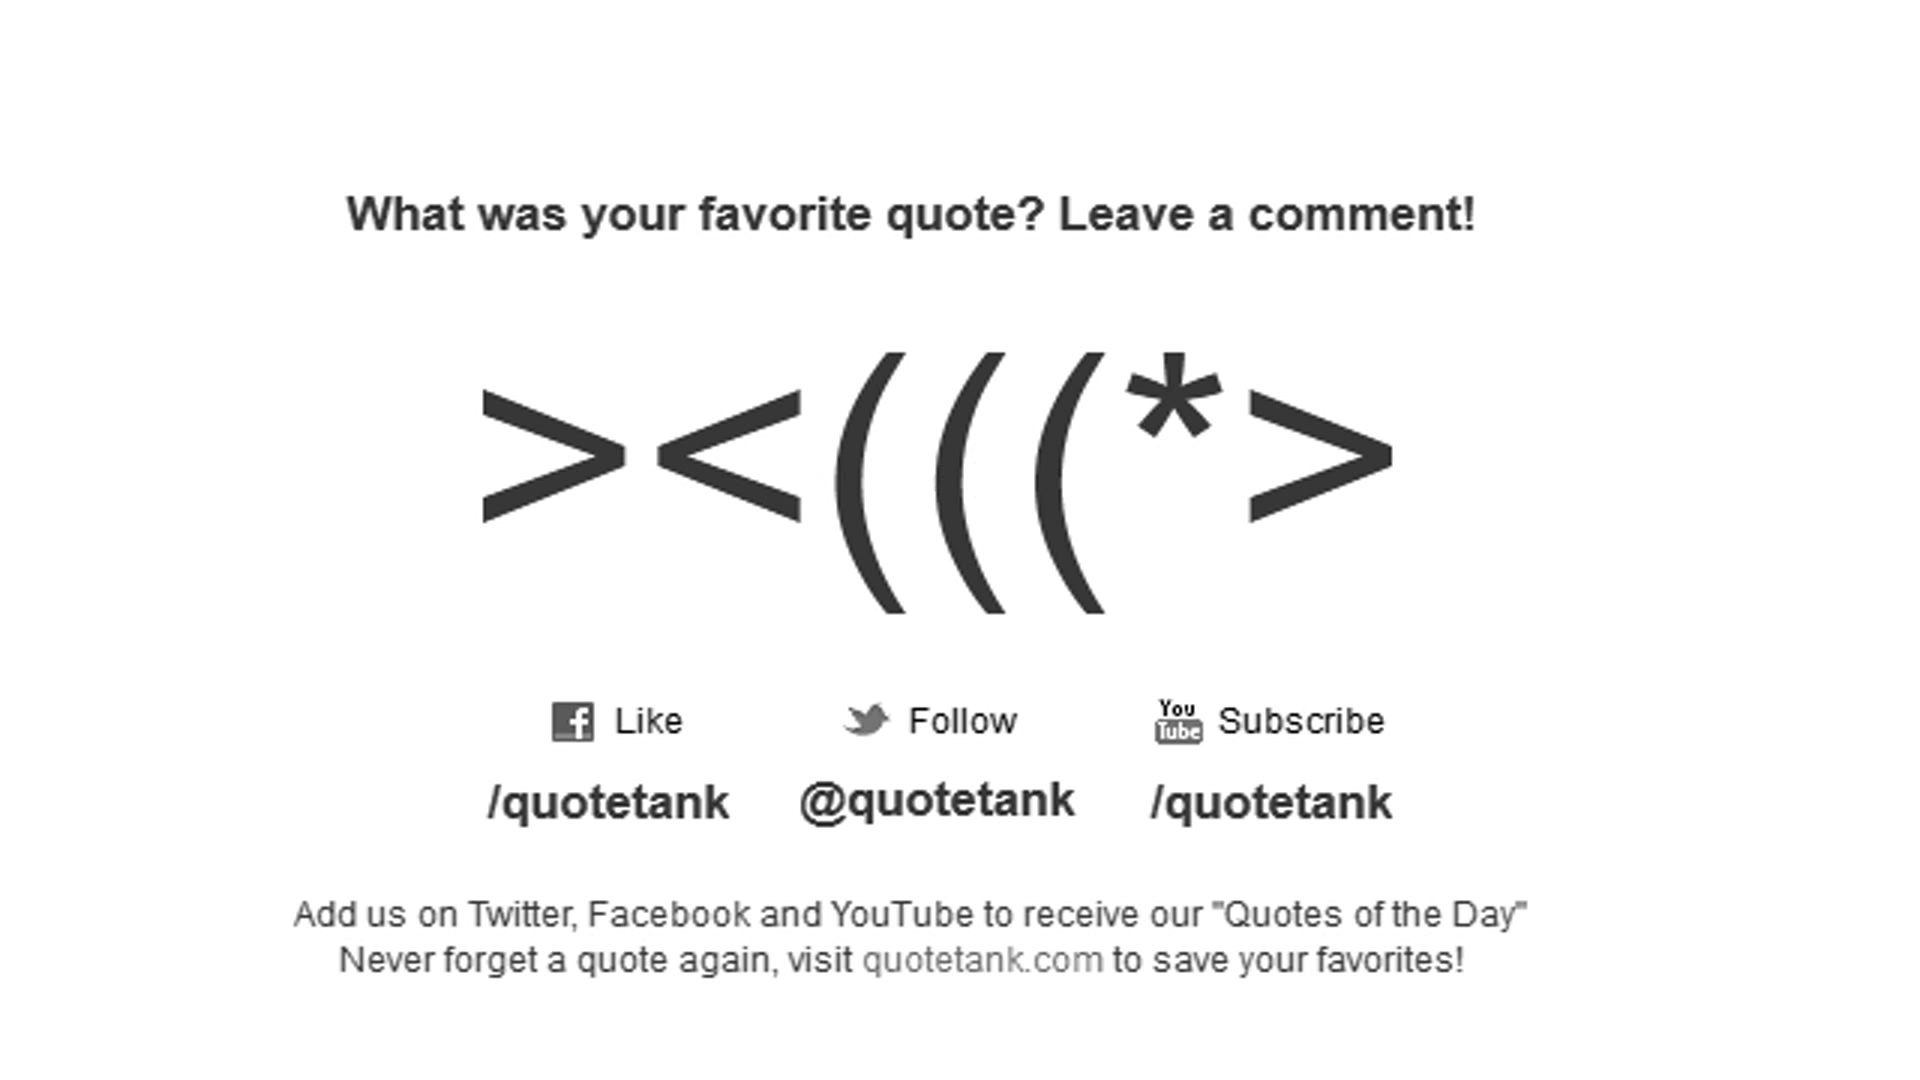 What was your favorite quote? Leave a comment!
><(((*>
f Like Follow You Tube Subscribe
/quotetank @quotetank /quotetank
Add us on Twitter, Facebook and YouTube to receive our "Quotes of the Day"
Never forget a quote again, visit quotetank.com to save your favorites!